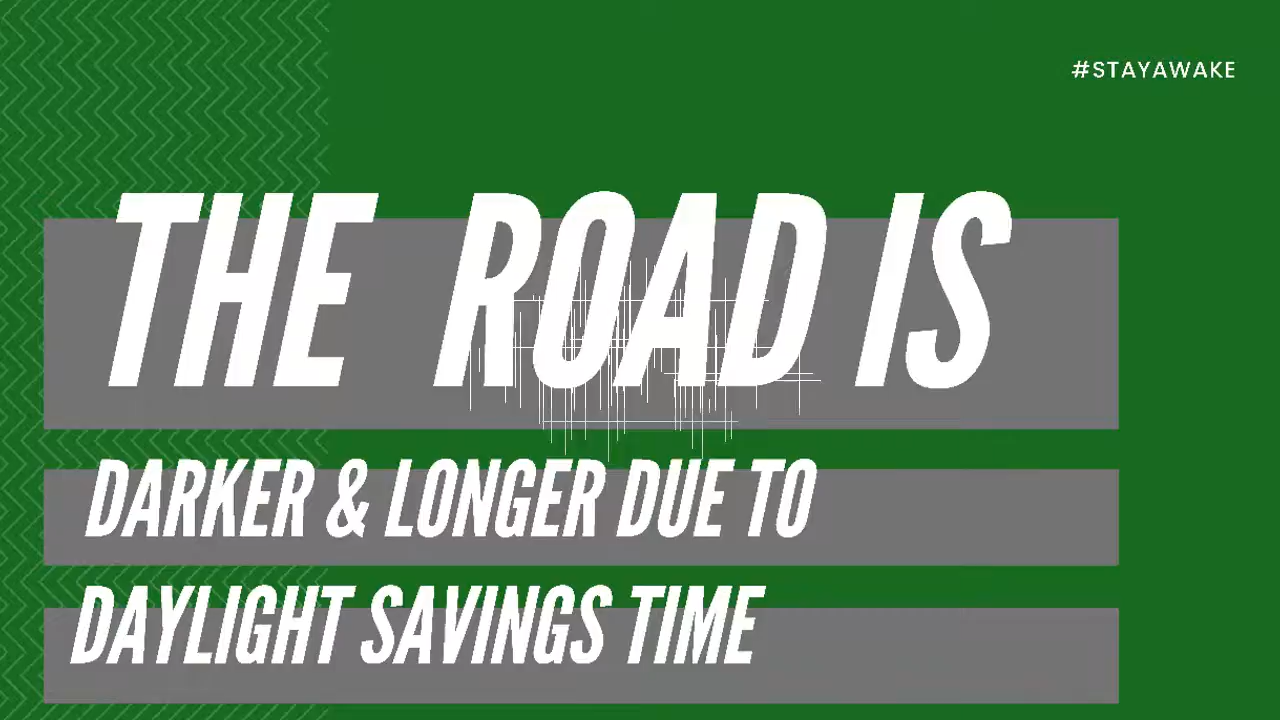 #STAYAWAKE
THE ROAD IS
DARKER & LONGER DUE TO
DAYLIGHT SAVINGS TIME